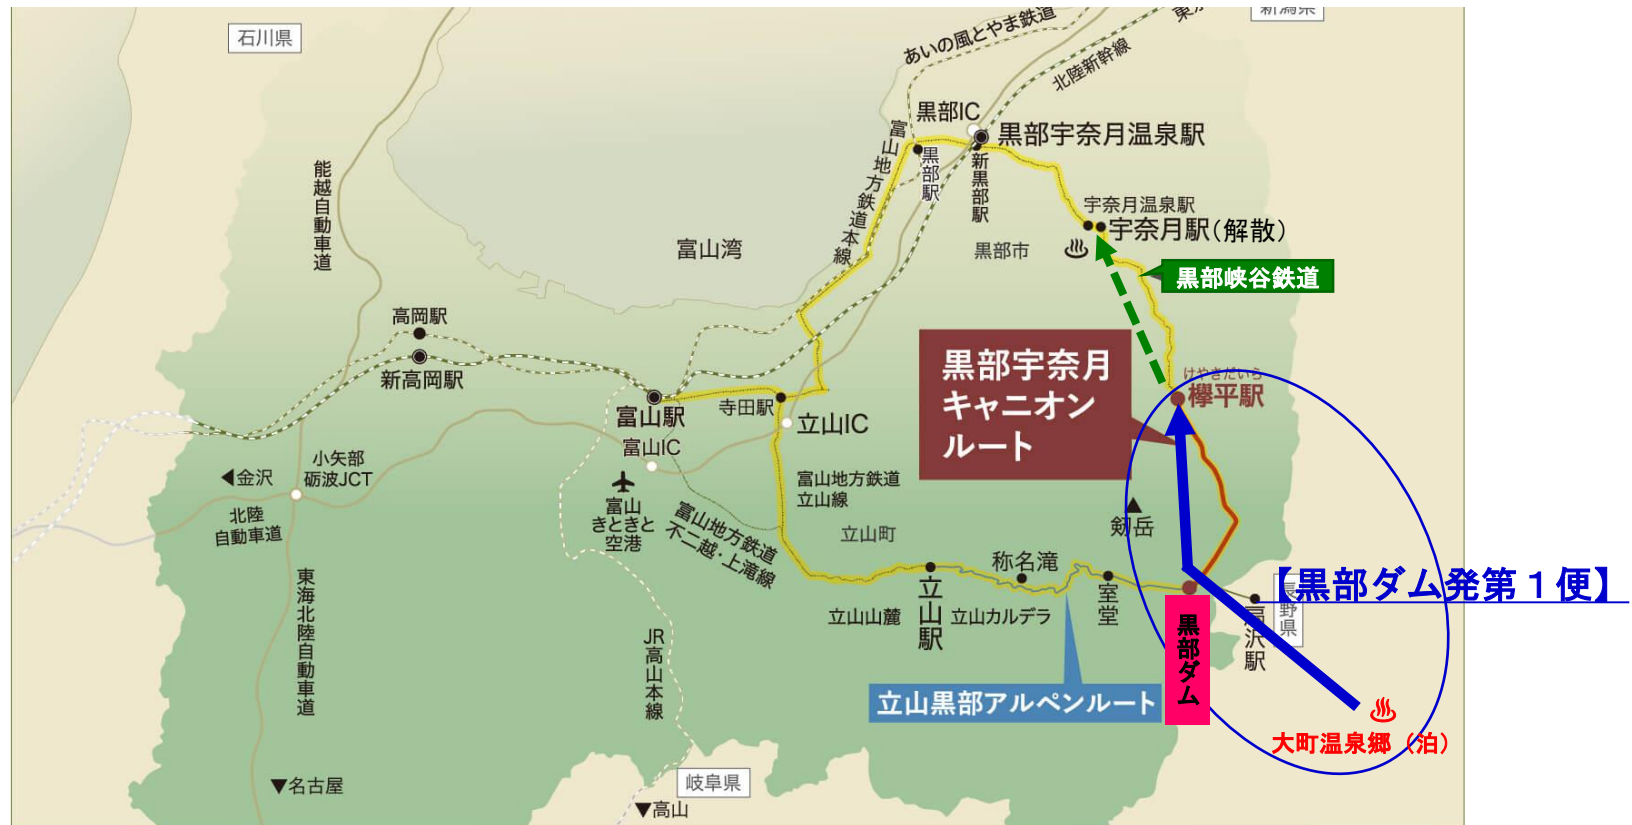 石川県
新潟県
あいの風とやま鉄道
北陸新幹線
黒部IC
黒部宇奈月温泉駅
富山地方鉄道本線
黒部駅
新黒部駅
能越自動車道
宇奈月温泉駅
宇奈月駅(解散)
富山湾
黒部市
黒部峡谷鉄道
高岡駅
新高岡駅
黒部宇奈月
キャニオン
ルート
けやきだいら
欅平駅
富山駅
寺田駅
立山IC
富山IC
小矢部
砺波JCT
◀金沢
北陸
自動車道
富山
きときと
空港
富山地方鉄道
不二越・上滝線
富山地方鉄道
立山線
立山町
▲
剱岳
称名滝
室堂
立山駅
立山山麓
立山カルデラ
【黒部ダム発第1便】
長野県
扇沢駅
黒部ダム
東海北陸自動車道
JR高山本線
立山黒部アルペンルート
大町温泉郷(泊)
岐阜県
▼名古屋
▼高山